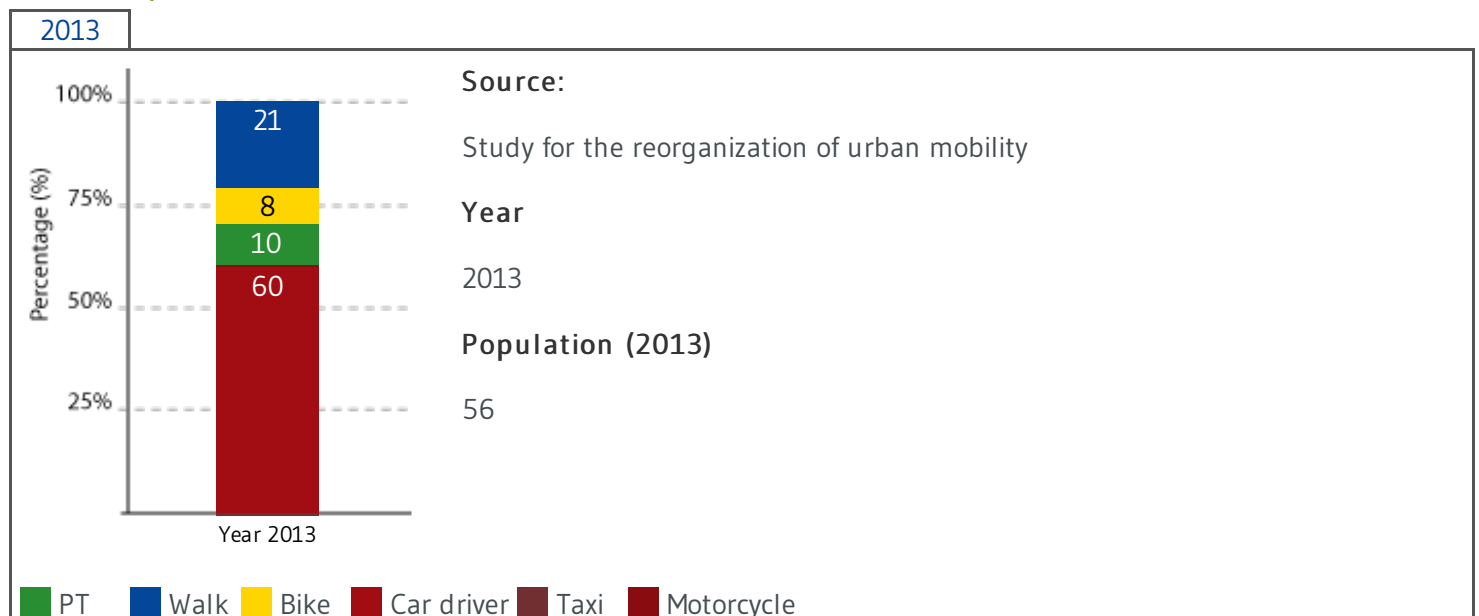 2013
Source:
Study for the reorganization of urban mobility
Year
2013
Population (2013)
56
Percentage (%)
100%
75%
50%
25%
21
8
10
60
Year 2013
PT Walk Bike Car driver Taxi Motorcycle